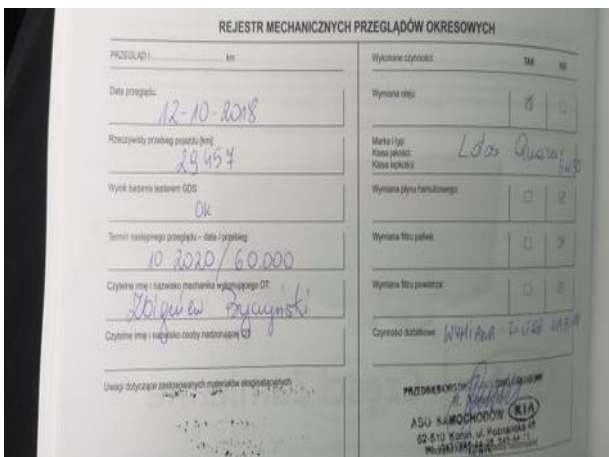 REJESTR MECHANICZNYCH PRZEGLĄDÓW OKRESOWYCH
PRZEGLĄD I km
Data przeglądu:
12-10-2018
Rzeczywisty przebieg pojazdu [km]:
29457
Wynik badania testerem GDS:
Ok
Termin następnego przeglądu – data / przebieg:
10 2020 / 60.000
Czytelne imię i nazwisko mechanika wykonującego OT:
Zbigniew
Czytelne imię i nazwisko osoby nadzorującej OT:
Uwagi dotyczące zastosowanych materiałów eksploatacyjnych
Wykonane czynności: TAK NIE
Wymiana oleju:
Marka i typ: Lotos
Klasa jakości:
Klasa lepkości: 5W30
Wymiana płynu hamulcowego:
Wymiana filtru paliwa:
Wymiana filtru powietrza:
Czynności dodatkowe: WYMIANA
ASO SAMOCHODÓW KIA
62-510 Konin, ul. Poznańska